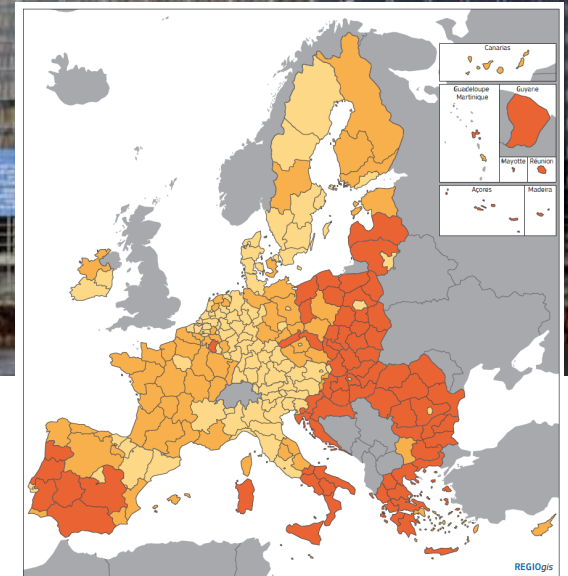 Canarias
Guadeloupe
Martinique
Guyane
Mayotte
Réunion
Açores
Madeira
REGIOgis